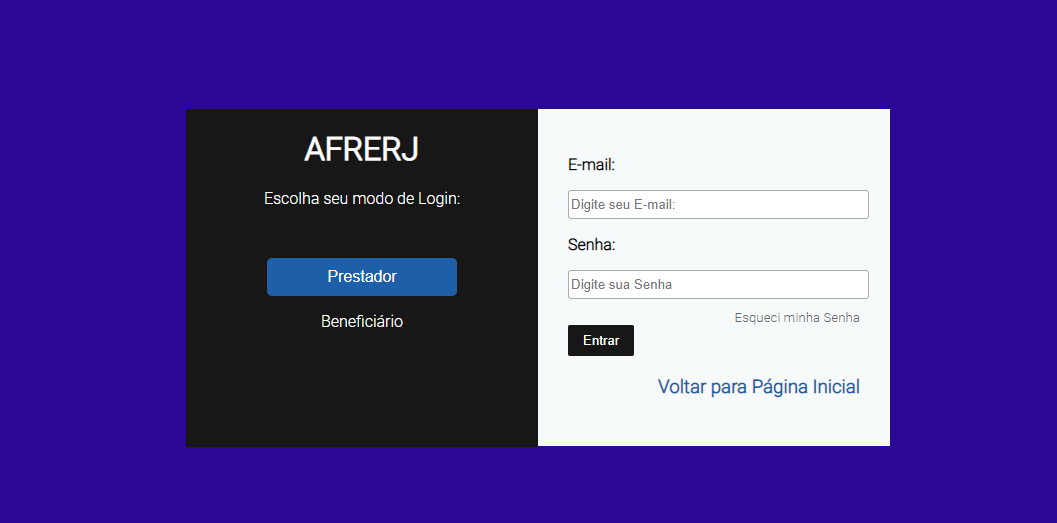 AFRERJ
Escolha seu modo de Login:
Prestador
Beneficiário
E-mail:
Digite seu E-mail:
Senha:
Digite sua Senha
Esqueci minha Senha
Entrar
Voltar para Página Inicial